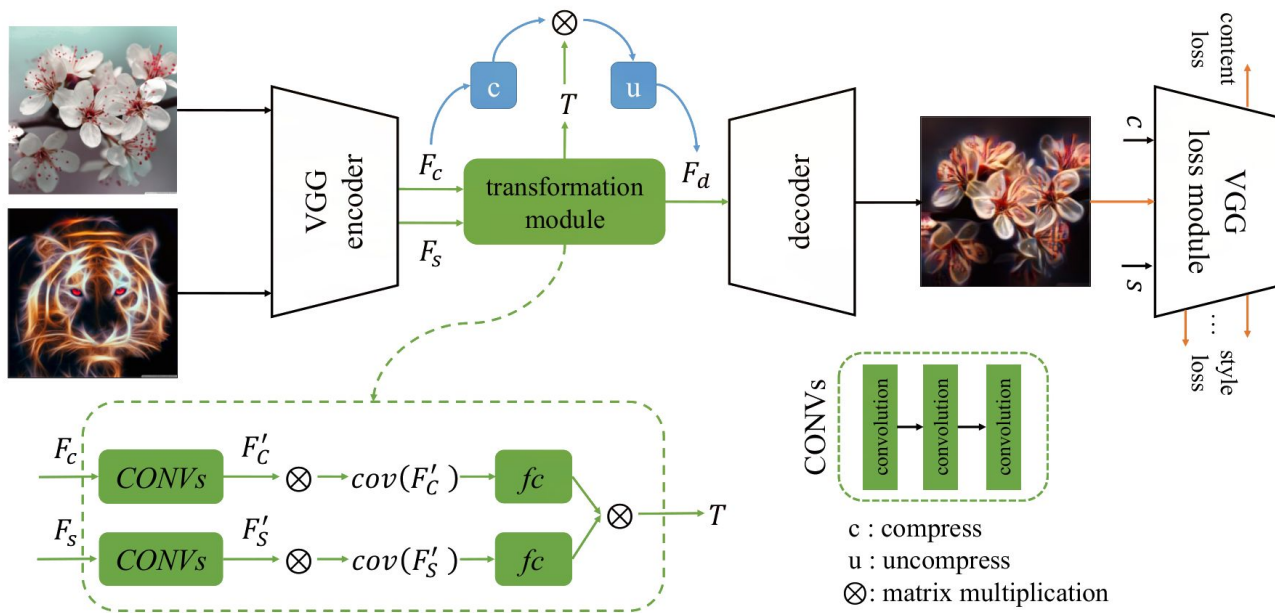 c
⊗
u
T
VGG
encoder
F_c
F_s
transformation
module
F_d
decoder
content
loss
c
s
VGG
loss module
....
style
loss
F_c
CONVs
F'_C
⊗
cov(F'_C)
fc
F_s
CONVs
F'_S
⊗
cov(F'_S)
fc
⊗
T
CONVs
convolution
convolution
convolution
c : compress
u : uncompress
⊗: matrix multiplication